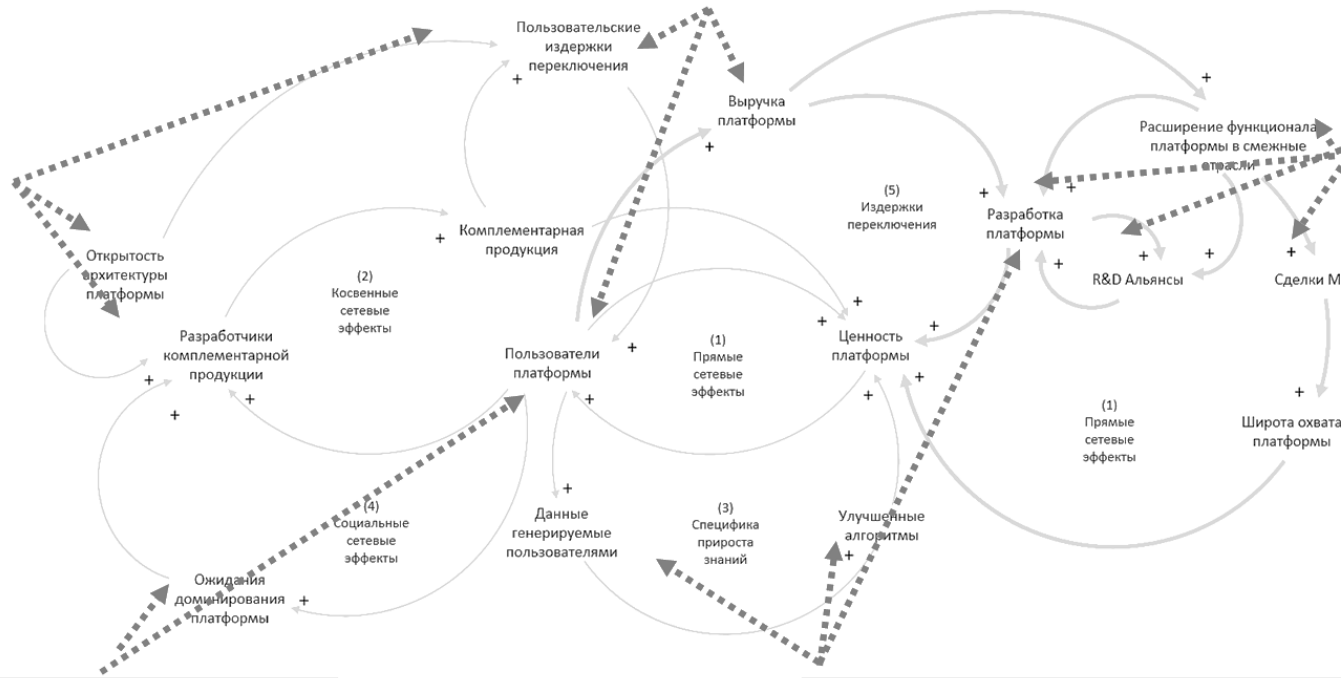 Пользовательские
издержки
переключения
+
Выручка
платформы
+
+
Расширение функционала
платформы в смежные
отрасли
(5)
Издержки
переключения
+
+
Разработка
платформы
Комплементарная
продукция
+
Открытость
архитектуры
платформы
(2)
Косвенные
сетевые
эффекты
+
+
+
+
R&D Альянсы
Сделки М
Разработчики
комплементарной
продукции
+
+
+
Пользователи
платформы
+
+
(1)
Прямые
сетевые
эффекты
+
+
+
+
+
Ценность
платформы
(1)
Прямые
сетевые
эффекты
+
Широта охвата
платформы
(4)
Социальные
сетевые
эффекты
+
Данные
генерируемые
пользователями
(3)
Специфика
прироста
знаний
Улучшенные
алгоритмы
+
Ожидания
доминирования
платформы
+